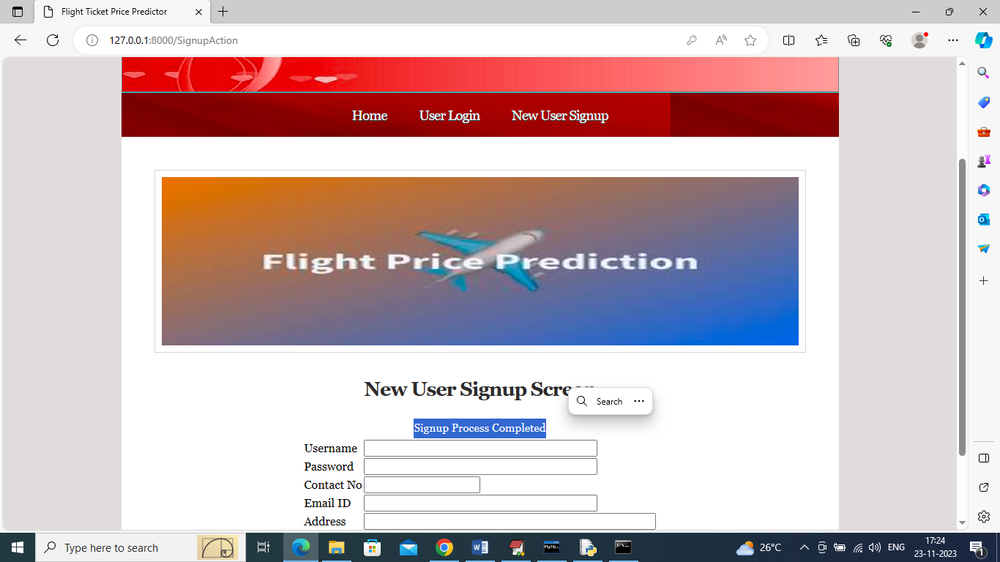 Flight Ticket Price Predictor
127.0.0.1:8000/SignupAction
Home User Login New User Signup
Flight Price Prediction
New User Signup
Search
Signup Process Completed
Username
Password
Contact No
Email ID
Address
Type here to search
26°C
ENG
17:24
23-11-2023
1